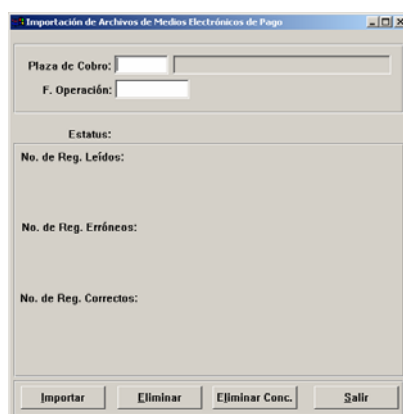 Importación de Archivos de Medios Electrónicos de Pago
Plaza de Cobro:
F. Operación:
Estatus:
No. de Reg. Leídos:
No. de Reg. Erróneos:
No. de Reg. Correctos:
Importar Eliminar Eliminar Conc. Salir